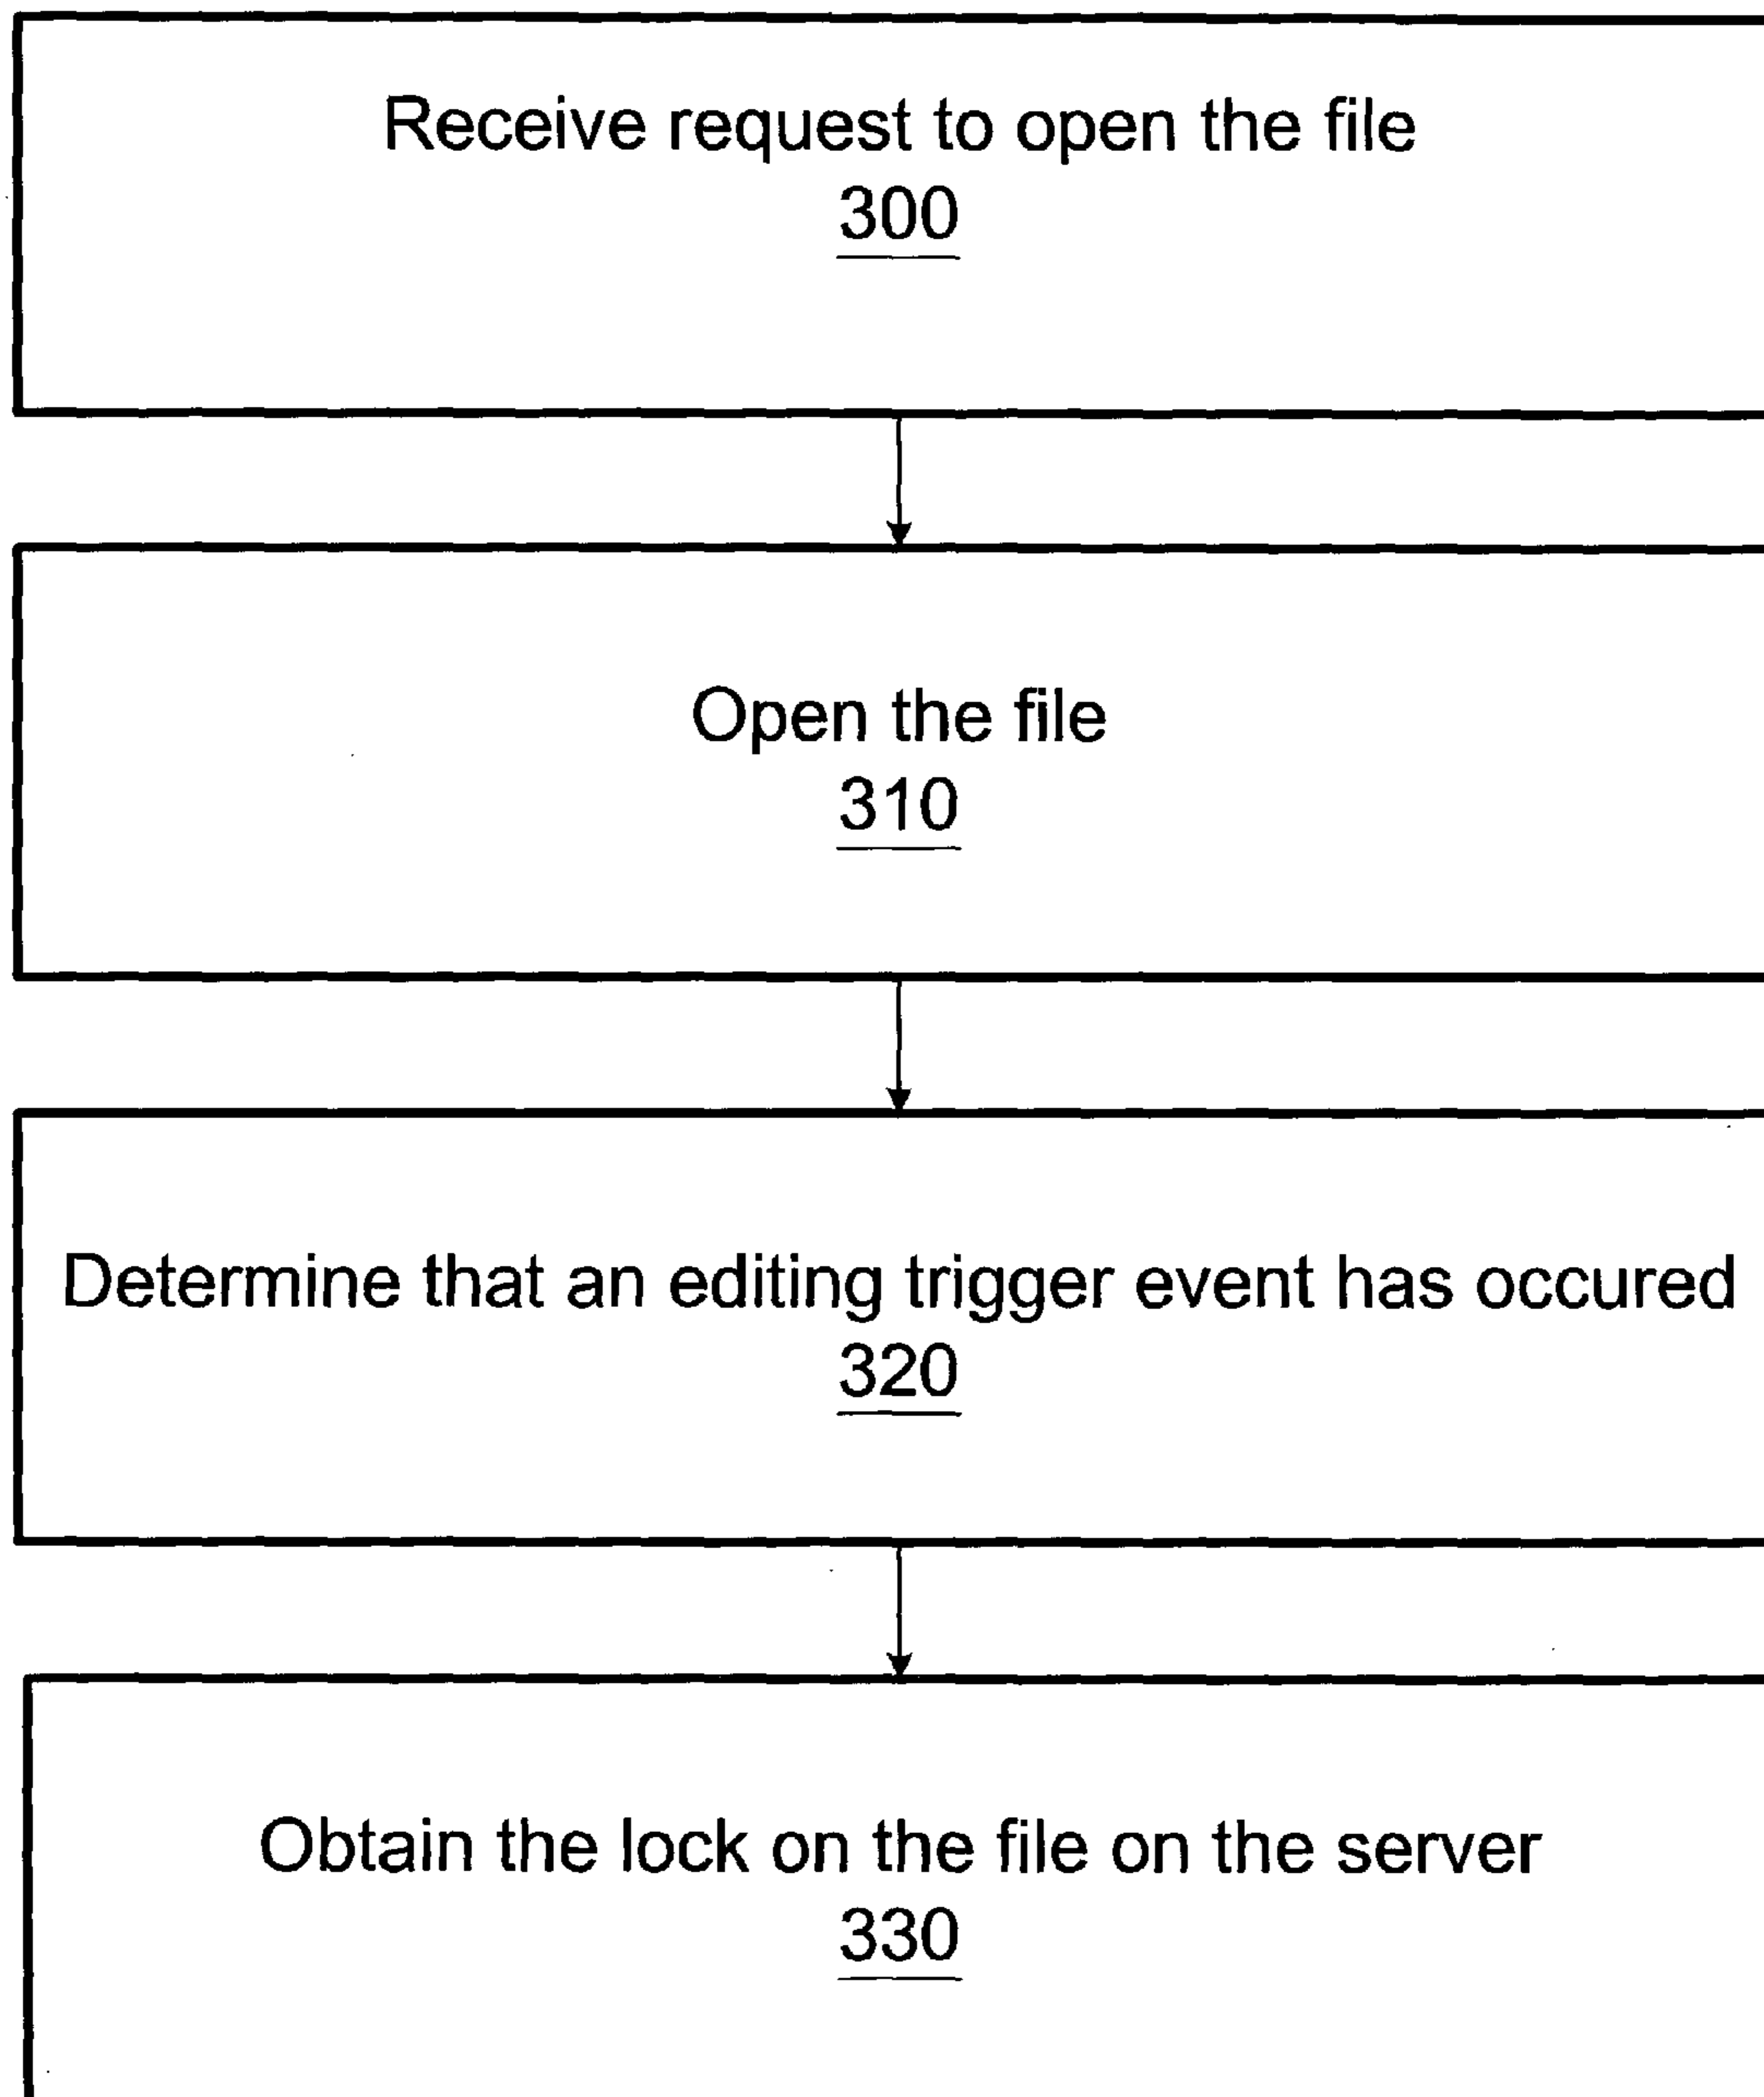 Receive request to open the file
300
Open the file
310
Determine that an editing trigger event has occured
320
Obtain the lock on the file on the server
330